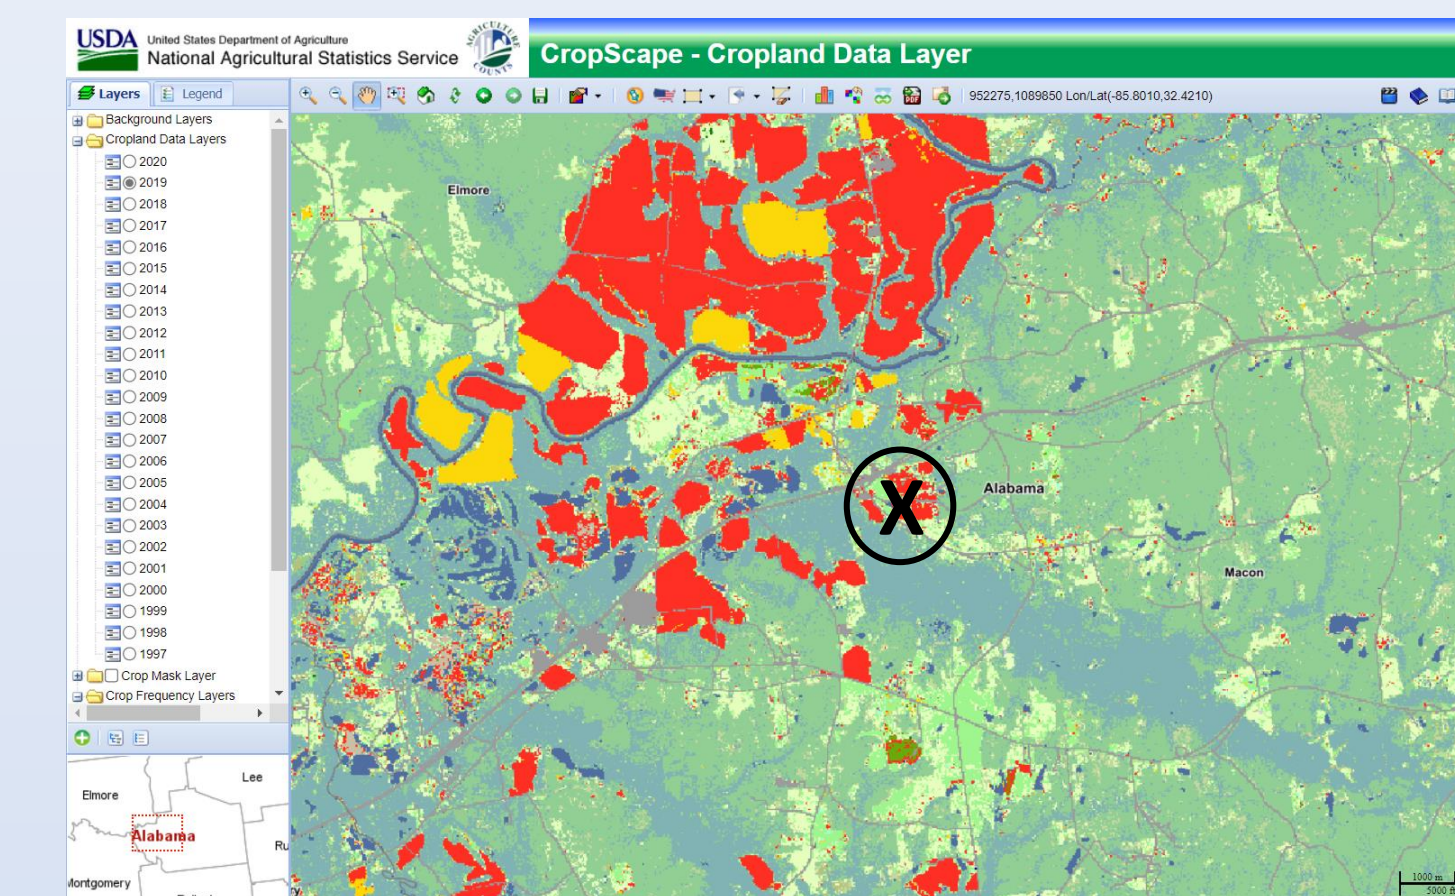 USDA
United States Department of Agriculture
National Agricultural Statistics Service
AGRICULTURE COUNTS
CropScape - Cropland Data Layer
Layers
Legend
952275,1089850 Lon/Lat(-85.8010,32.4210)
Background Layers
Cropland Data Layers
2020
2019
2018
2017
2016
2015
2014
2013
2012
2011
2010
2009
2008
2007
2006
2005
2004
2003
2002
2001
2000
1999
1998
1997
Crop Mask Layer
Crop Frequency Layers
Elmore
X
Alabama
Macon
Lee
Elmore
Alabama
Ru
Montgomery
1000 m